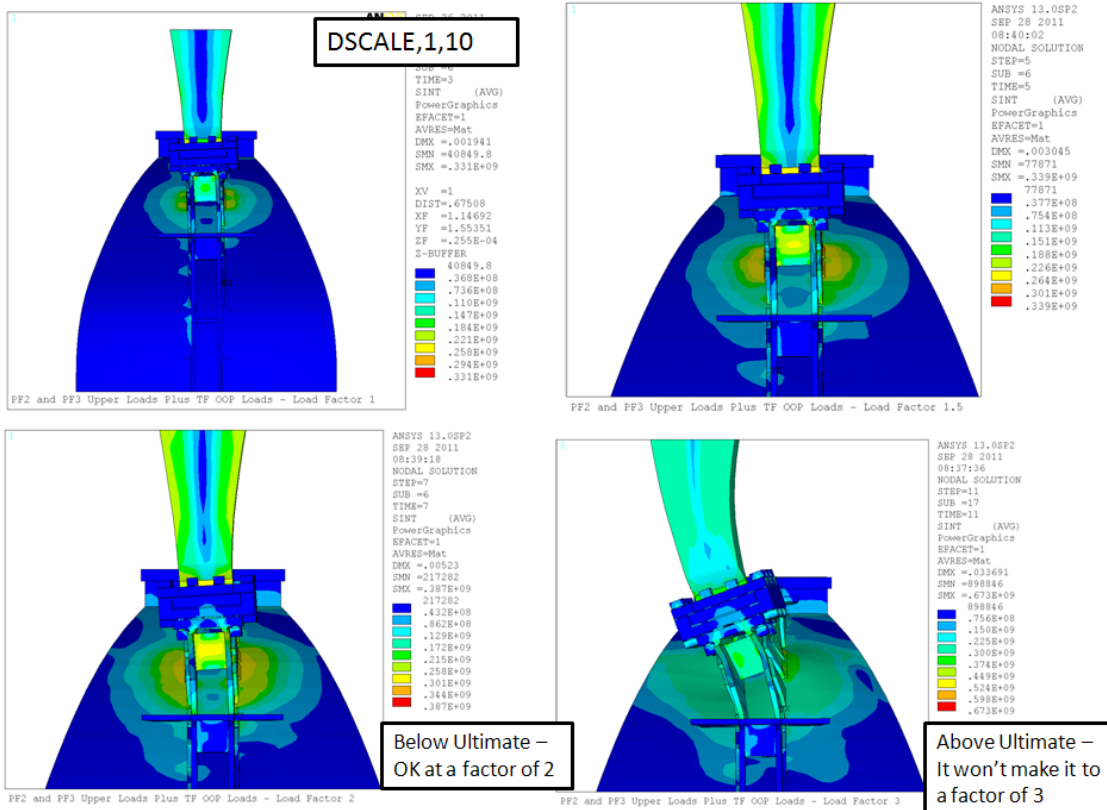 1
DSCALE,1,10
TIME=3
SINT (AVG)
PowerGraphics
EFACET=1
AVRES=Mat
DMX =.001941
SMN =40849.8
SMX =.331E+09
XV =1
DIST=.67508
XF =1.14692
YF =1.55351
ZF =.255E-04
Z-BUFFER
40849.8
.368E+08
.736E+08
.110E+09
.147E+09
.184E+09
.221E+09
.258E+09
.294E+09
.331E+09
PF2 and PF3 Upper Loads Plus TF OOP Loads - Load Factor 1
1
ANSYS 13.0SP2
SEP 28 2011
08:40:02
NODAL SOLUTION
STEP=5
SUB =6
TIME=5
SINT (AVG)
PowerGraphics
EFACET=1
AVRES=Mat
DMX =.003045
SMN =77871
SMX =.339E+09
77871
.377E+08
.754E+08
.113E+09
.151E+09
.188E+09
.226E+09
.264E+09
.301E+09
.339E+09
PF2 and PF3 Upper Loads Plus TF OOP Loads - Load Factor 1.5
1
ANSYS 13.0SP2
SEP 28 2011
08:39:18
NODAL SOLUTION
STEP=7
SUB =6
TIME=7
SINT (AVG)
PowerGraphics
EFACET=1
AVRES=Mat
DMX =.00523
SMN =217282
SMX =.387E+09
217282
.432E+08
.862E+08
.129E+09
.172E+09
.215E+09
.258E+09
.301E+09
.344E+09
.387E+09
Below Ultimate –
OK at a factor of 2
PF2 and PF3 Upper Loads Plus TF OOP Loads - Load Factor 2
1
ANSYS 13.0SP2
SEP 28 2011
08:37:36
NODAL SOLUTION
STEP=11
SUB =17
TIME=11
SINT (AVG)
PowerGraphics
EFACET=1
AVRES=Mat
DMX =.033691
SMN =898846
SMX =.673E+09
898846
.756E+08
.150E+09
.225E+09
.300E+09
.374E+09
.449E+09
.524E+09
.598E+09
.673E+09
Above Ultimate –
It won't make it to
a factor of 3
PF2 and PF3 Upper Loads Plus TF OOP Loads - Load Factor 3